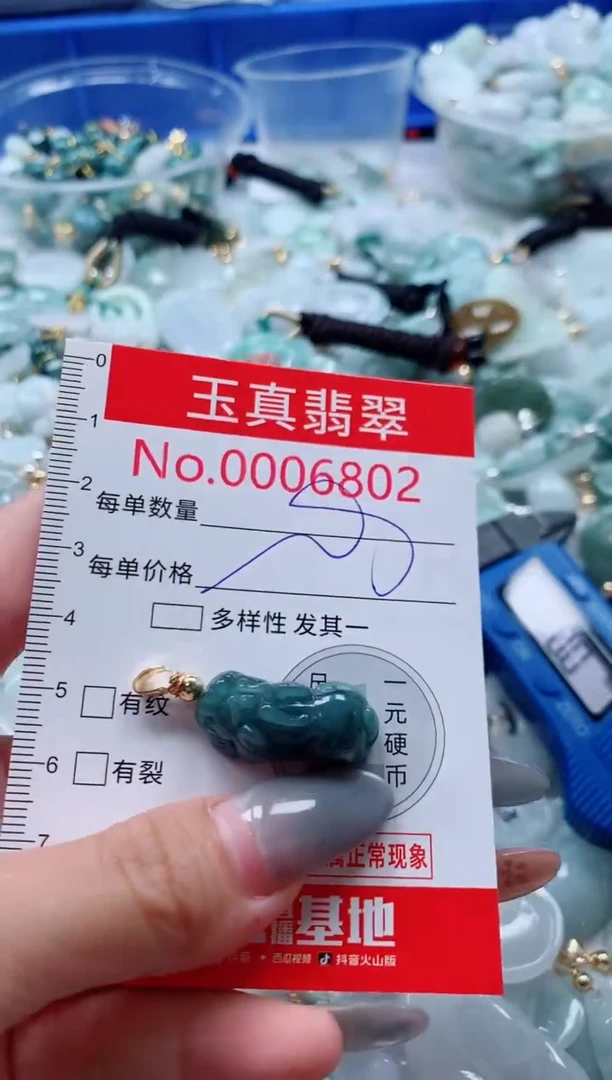 0
玉真翡翠
1
No.0006802
2
每单数量
3
每单价格
4
多样性 发其一
5
有纹
一元硬币
6
有裂
7
属正常现象
播基地
西瓜视频 抖音火山版